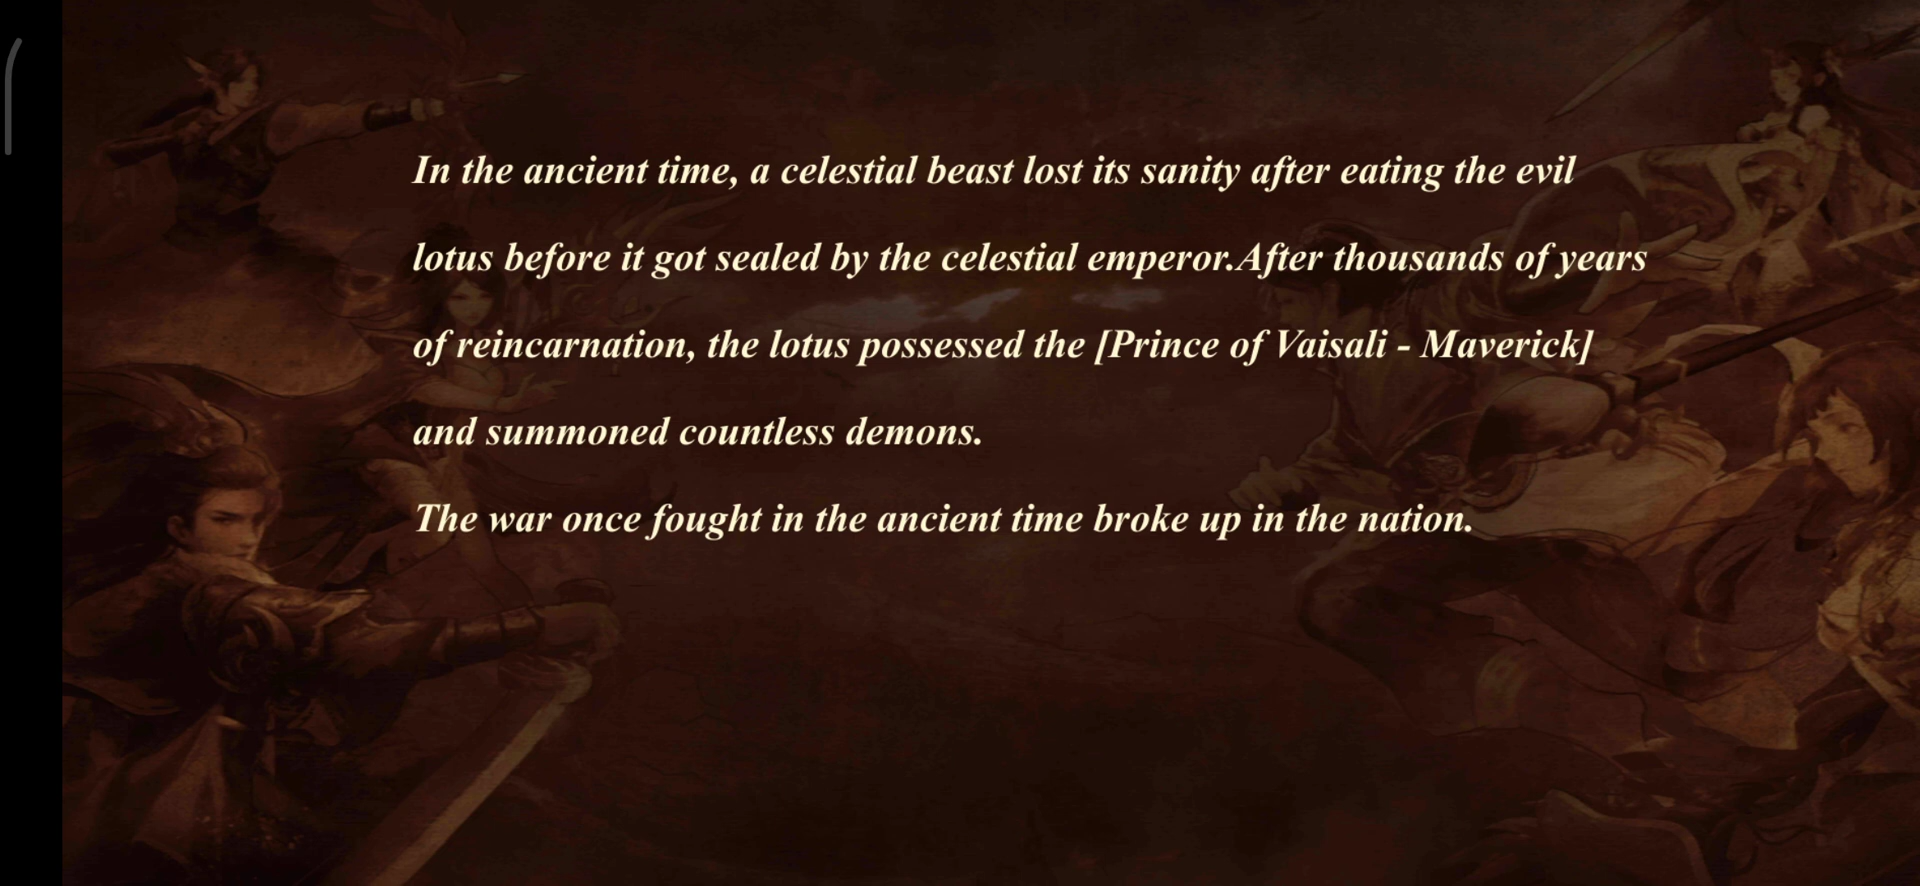 In the ancient time, a celestial beast lost its sanity after eating the evil
lotus before it got sealed by the celestial emperor.After thousands of years
of reincarnation, the lotus possessed the [Prince of Vaisali - Maverick]
and summoned countless demons.
The war once fought in the ancient time broke up in the nation.